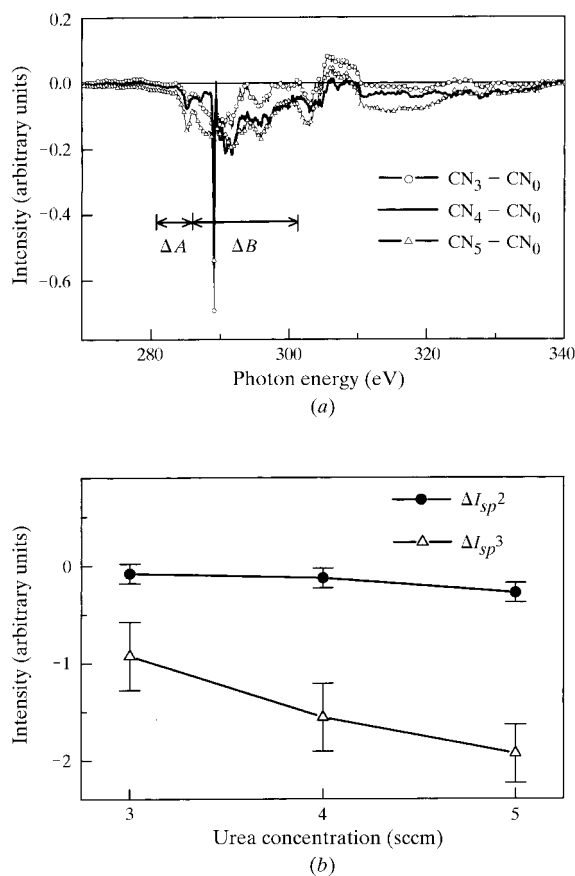 0.2
0.0
−0.2
−0.4
−0.6
Intensity (arbitrary units)
CN₃ − CN₀
CN₄ − CN₀
CN₅ − CN₀
ΔA
ΔB
280
300
320
340
Photon energy (eV)
(a)
ΔI_sp2
ΔI_sp3
0
−1
−2
Intensity (arbitrary units)
3
4
5
Urea concentration (sccm)
(b)